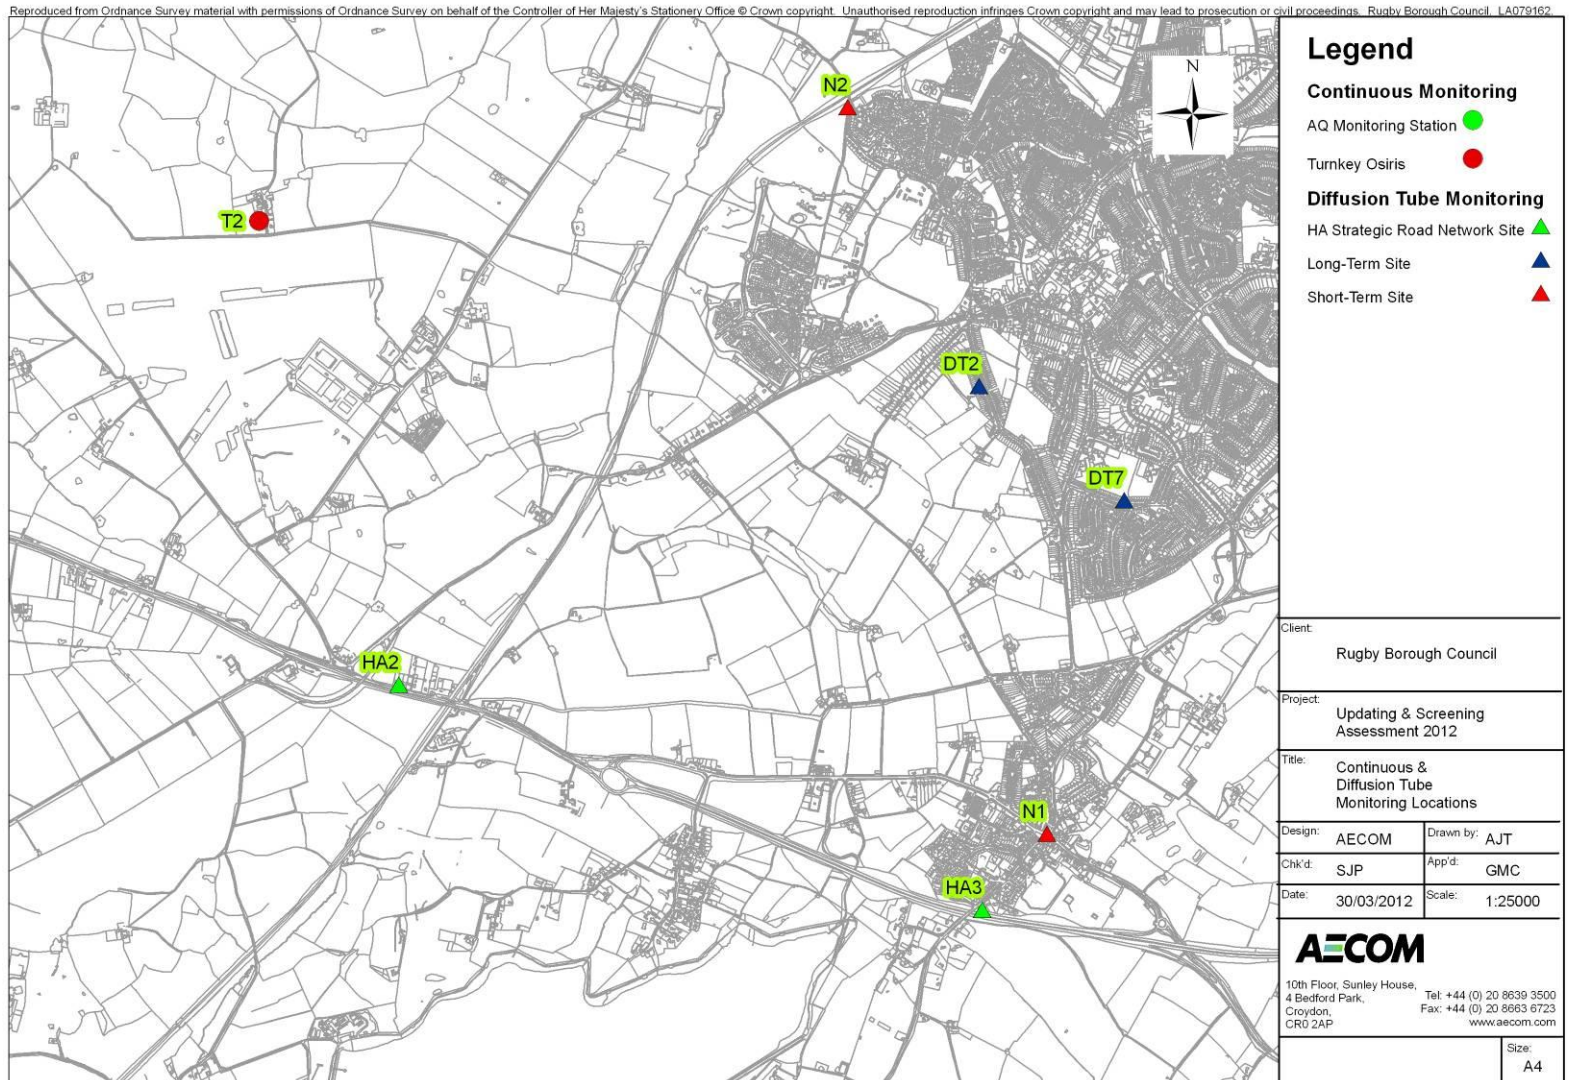 Reproduced from Ordnance Survey material with permissions of Ordnance Survey on behalf of the Controller of Her Majesty's Stationery Office © Crown copyright. Unauthorised reproduction infringes Crown copyright and may lead to prosecution or civil proceedings. Rugby Borough Council. LA079162.
N2
T2
DT2
DT7
HA2
N1
HA3
N
Legend
Continuous Monitoring
AQ Monitoring Station
Turnkey Osiris
Diffusion Tube Monitoring
HA Strategic Road Network Site
Long-Term Site
Short-Term Site
Client:
Rugby Borough Council
Project:
Updating & Screening
Assessment 2012
Title:
Continuous &
Diffusion Tube
Monitoring Locations
Design: AECOM Drawn by: AJT
Chk'd: SJP App'd: GMC
Date: 30/03/2012 Scale: 1:25000
AECOM
10th Floor, Sunley House,
4 Bedford Park,
Croydon,
CR0 2AP
Tel: +44 (0) 20 8639 3500
Fax: +44 (0) 20 8663 6723
www.aecom.com
Size:
A4